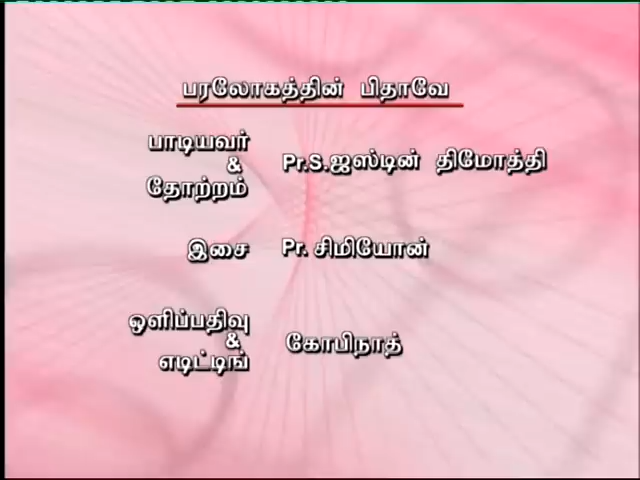 பரலோகத்தின் பிதாவே
பாடியவர்
&
தோற்றம்
Pr.S.ஜஸ்டின் திமோத்தி
இசை Pr. சிமியோன்
ஒளிப்பதிவு
&
எடிட்டிங்
கோபிநாத்